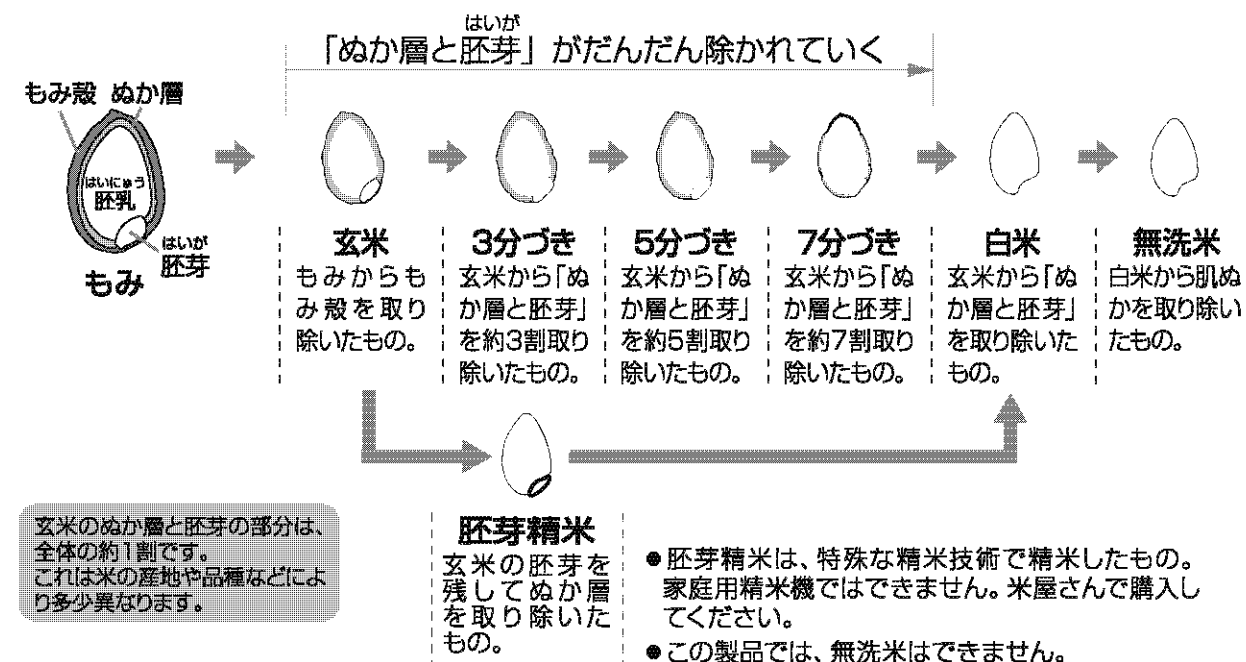 はいが
「ぬか層と胚芽」がだんだん除かれていく
もみ殻 ぬか層
はいにゅう
胚乳
はいが
胚芽
もみ
玄米
もみからも
み殻を取り
除いたもの。
3分づき
玄米から「ぬ
か層と胚芽」
を約3割取り
除いたもの。
5分づき
玄米から「ぬ
か層と胚芽」
を約5割取り
除いたもの。
7分づき
玄米から「ぬ
か層と胚芽」
を約7割取り
除いたもの。
白米
玄米から「ぬ
か層と胚芽」
を取り除いた
もの。
無洗米
白米から肌ぬ
かを取り除い
たもの。
玄米のぬか層と胚芽の部分は、
全体の約1割です。
これは米の産地や品種などによ
り多少異なります。
胚芽精米
玄米の胚芽を
残してぬか層
を取り除いた
もの。
●胚芽精米は、特殊な精米技術で精米したもの。
家庭用精米機ではできません。米屋さんで購入し
てください。
●この製品では、無洗米はできません。